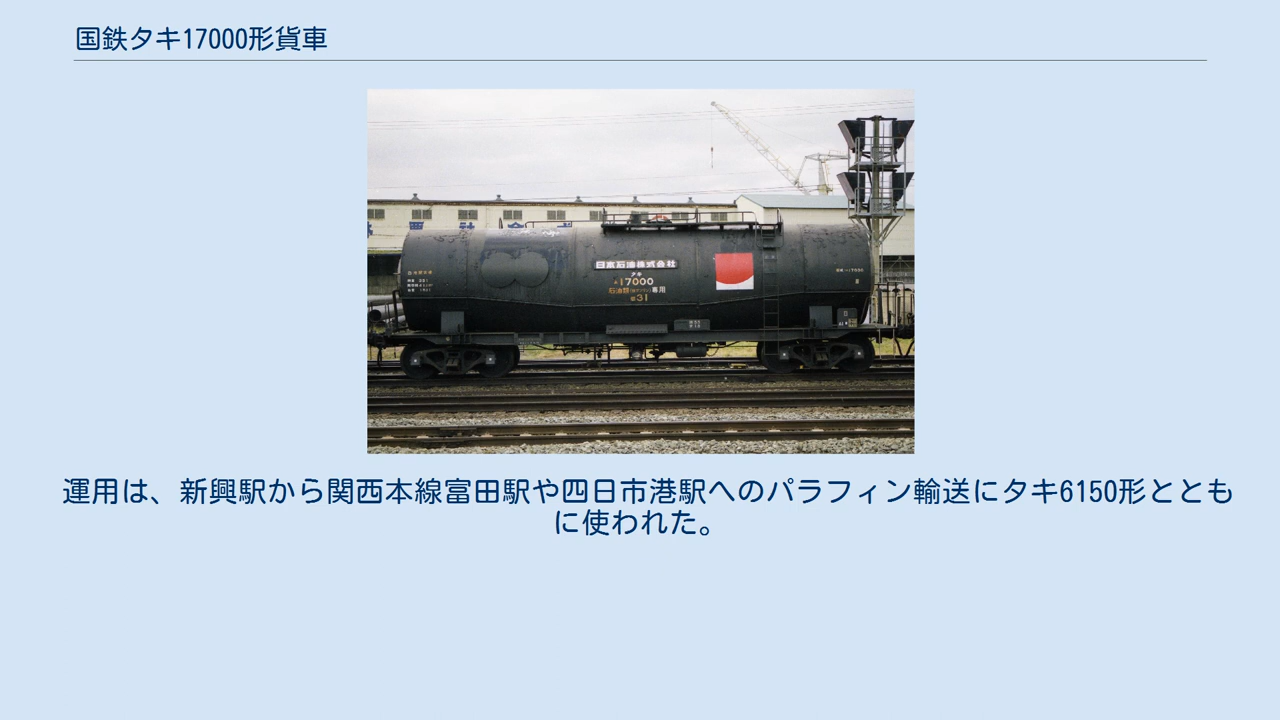 国鉄タキ17000形貨車
日本石油株式会社
タキ
17000
石油類専用
31
運用は、新興駅から関西本線富田駅や四日市港駅へのパラフィン輸送にタキ6150形ととも
に使われた。